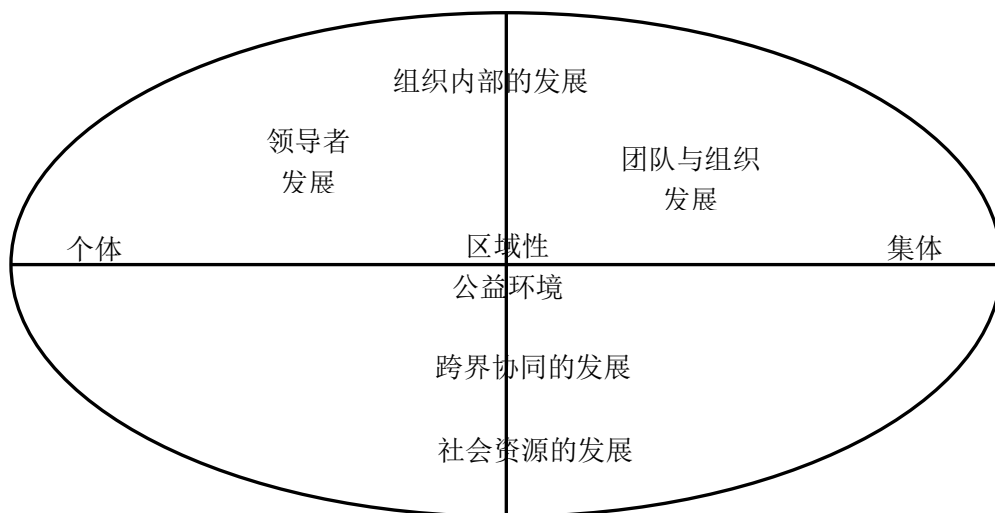 组织内部的发展
领导者
发展
团队与组织
发展
个体
区域性
集体
公益环境
跨界协同的发展
社会资源的发展